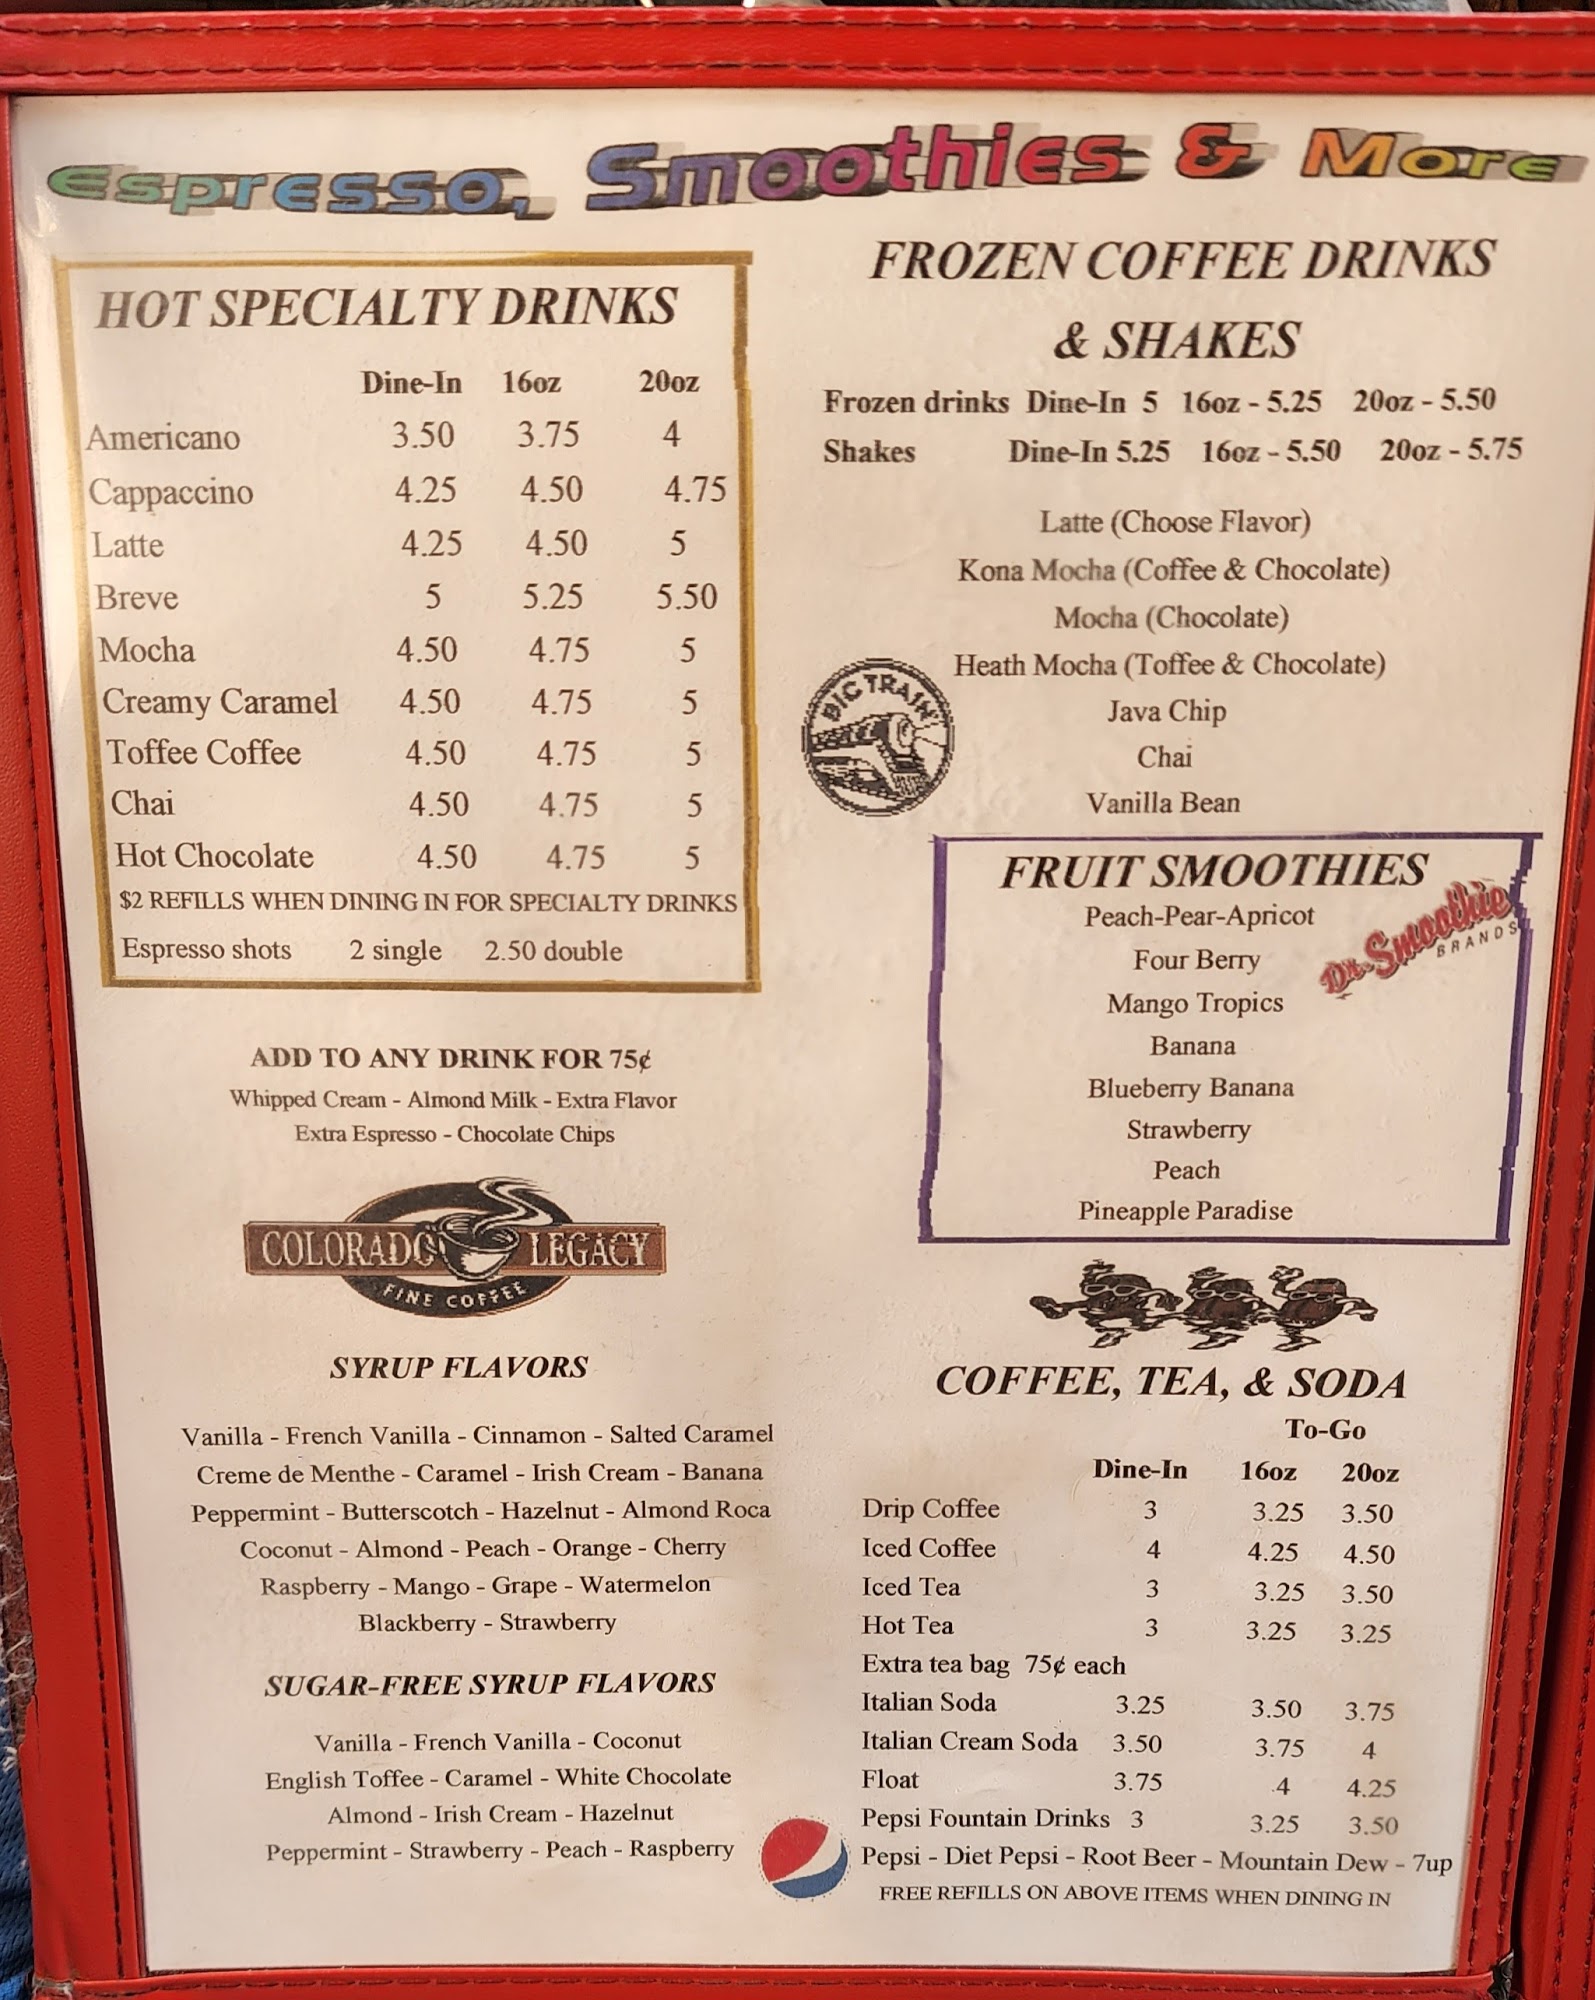 Espresso, Smoothies & More
HOT SPECIALTY DRINKS
Dine-In 16oz 20oz
Americano 3.50 3.75 4
Cappaccino 4.25 4.50 4.75
Latte 4.25 4.50 5
Breve 5 5.25 5.50
Mocha 4.50 4.75 5
Creamy Caramel 4.50 4.75 5
Toffee Coffee 4.50 4.75 5
Chai 4.50 4.75 5
Hot Chocolate 4.50 4.75 5
$2 REFILLS WHEN DINING IN FOR SPECIALTY DRINKS
Espresso shots 2 single 2.50 double
ADD TO ANY DRINK FOR 75¢
Whipped Cream - Almond Milk - Extra Flavor
Extra Espresso - Chocolate Chips
COLORADO LEGACY
FINE COFFEE
SYRUP FLAVORS
Vanilla - French Vanilla - Cinnamon - Salted Caramel
Creme de Menthe - Caramel - Irish Cream - Banana
Peppermint - Butterscotch - Hazelnut - Almond Roca
Coconut - Almond - Peach - Orange - Cherry
Raspberry - Mango - Grape - Watermelon
Blackberry - Strawberry
SUGAR-FREE SYRUP FLAVORS
Vanilla - French Vanilla - Coconut
English Toffee - Caramel - White Chocolate
Almond - Irish Cream - Hazelnut
Peppermint - Strawberry - Peach - Raspberry
FROZEN COFFEE DRINKS
& SHAKES
Frozen drinks Dine-In 5 16oz - 5.25 20oz - 5.50
Shakes Dine-In 5.25 16oz - 5.50 20oz - 5.75
Latte (Choose Flavor)
Kona Mocha (Coffee & Chocolate)
Mocha (Chocolate)
Heath Mocha (Toffee & Chocolate)
Java Chip
Chai
Vanilla Bean
BIG TRAIN
FRUIT SMOOTHIES
Peach-Pear-Apricot
Four Berry
Mango Tropics
Banana
Blueberry Banana
Strawberry
Peach
Pineapple Paradise
Dr. Smoothie
BRANDS
COFFEE, TEA, & SODA
To-Go
Dine-In 16oz 20oz
Drip Coffee 3 3.25 3.50
Iced Coffee 4 4.25 4.50
Iced Tea 3 3.25 3.50
Hot Tea 3 3.25 3.25
Extra tea bag 75¢ each
Italian Soda 3.25 3.50 3.75
Italian Cream Soda 3.50 3.75 4
Float 3.75 4 4.25
Pepsi Fountain Drinks 3 3.25 3.50
Pepsi - Diet Pepsi - Root Beer - Mountain Dew - 7up
FREE REFILLS ON ABOVE ITEMS WHEN DINING IN